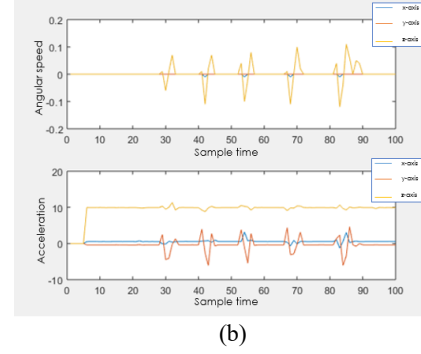 x-axis
y-axis
z-axis
0.2
0.1
0
-0.1
-0.2
Angular speed
0 10 20 30 40 50 60 70 80 90 100
Sample time
x-axis
y-axis
z-axis
20
10
0
-10
Acceleration
0 10 20 30 40 50 60 70 80 90 100
Sample time
(b)